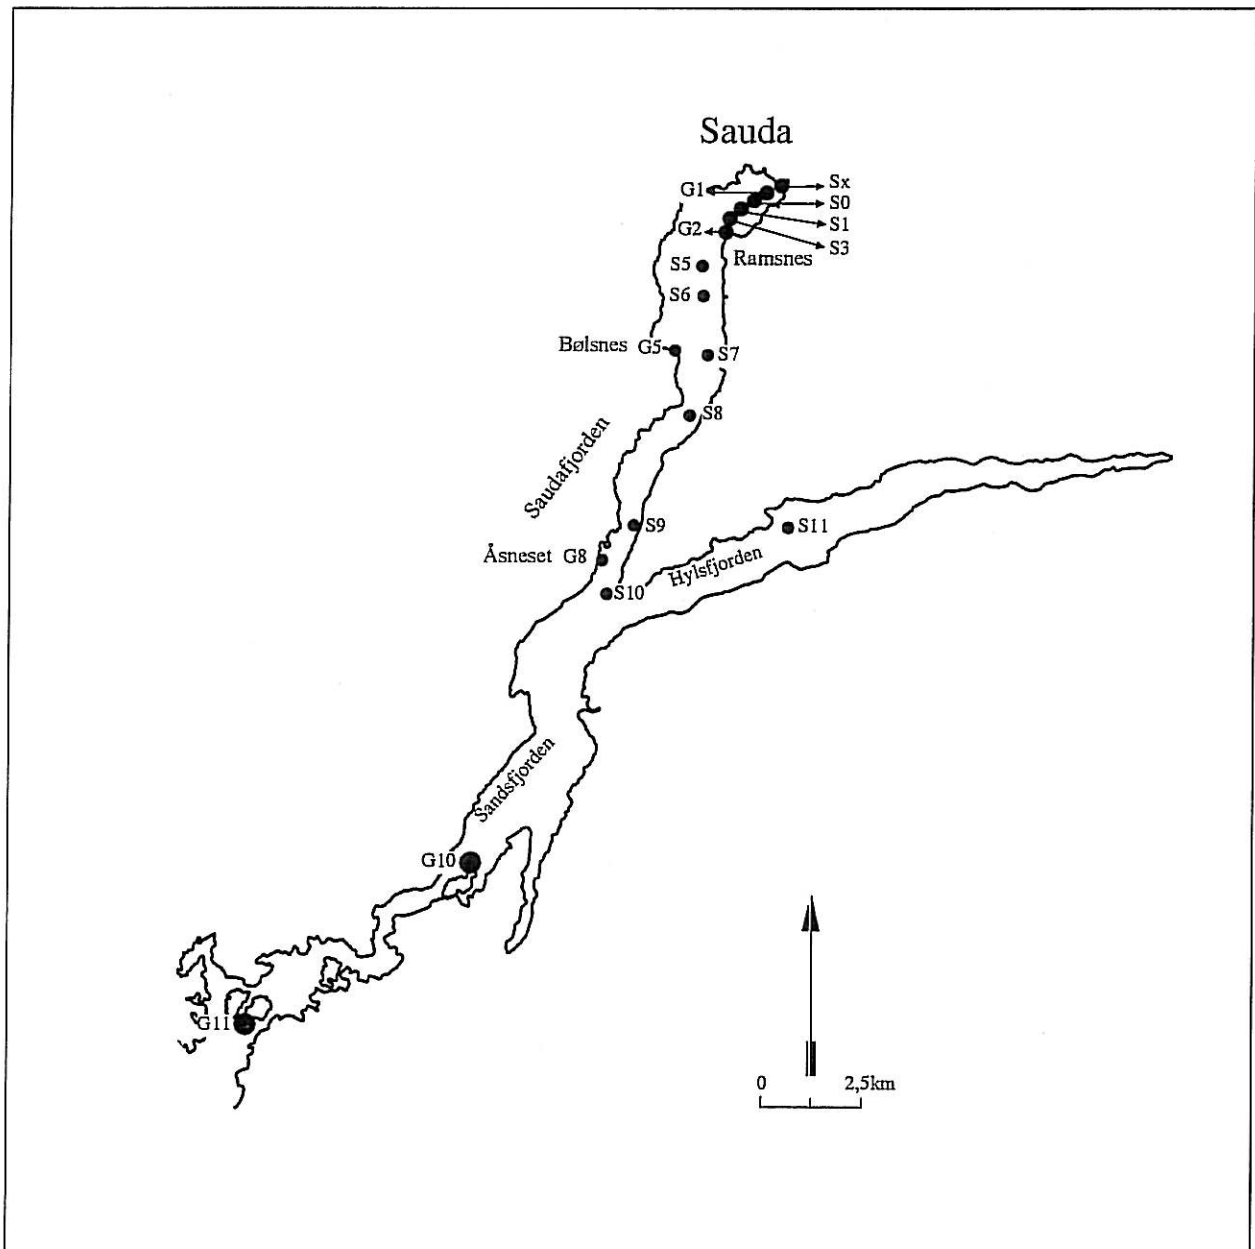 Sauda
G1
Sx
S0
S1
G2
S3
Ramsnes
S5
S6
Bølsnes G5
S7
S8
Saudafjorden
S9
S11
Åsneset G8
Hylsfjorden
S10
Sandsfjorden
G10
G11
0 2,5km